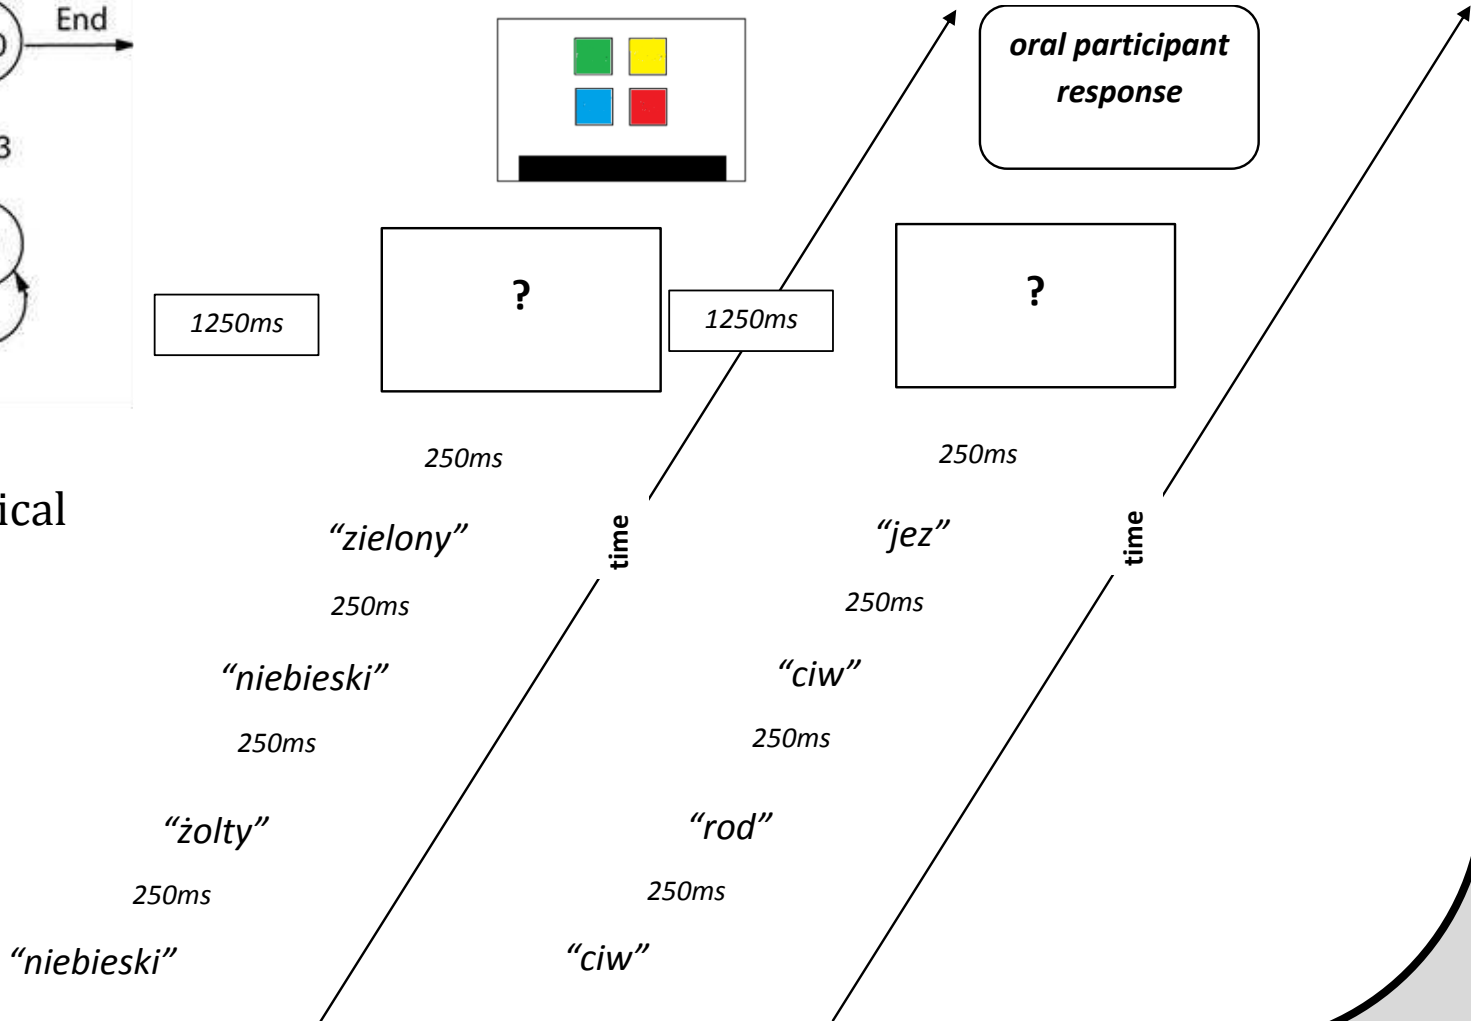 End
3
ical
1250ms
?
250ms
“zielony”
250ms
“niebieski”
250ms
“żolty”
250ms
“niebieski”
time
oral participant
response
1250ms
?
250ms
“jez”
250ms
“ciw”
250ms
“rod”
250ms
“ciw”
time